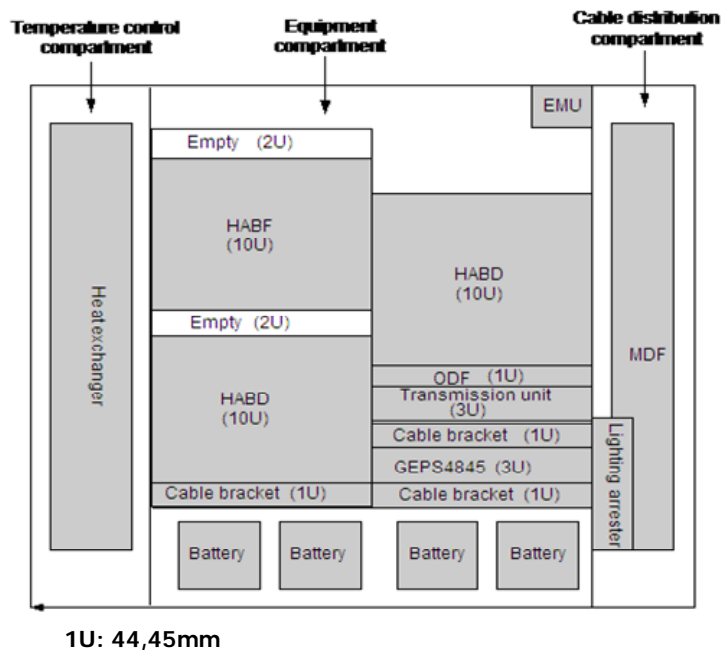 Temperature control
compartment
Equipment
compartment
Cable distribution
compartment
EMU
Empty (2U)
HABF
(10U)
HABD
(10U)
Empty (2U)
Heatexchanger
MDF
ODF (1U)
HABD
(10U)
Transmission unit
(3U)
Cable bracket (1U)
Lighting arrester
GEPS4845 (3U)
Cable bracket (1U)
Cable bracket (1U)
Battery
Battery
Battery
Battery
1U: 44,45mm